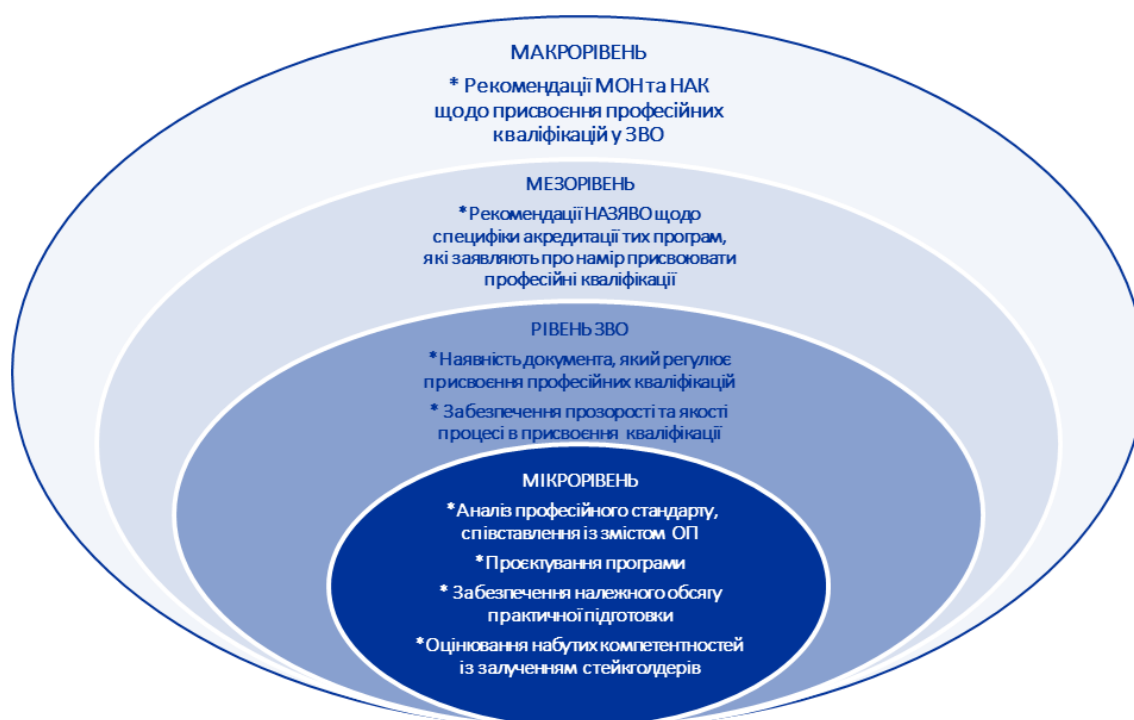 МАКРОРІВЕНЬ
* Рекомендації МОН та НАК
щодо присвоєння професійних
кваліфікацій у ЗВО
МЕЗОРІВЕНЬ
* Рекомендації НАЗЯВО щодо
специфіки акредитації тих програм,
які заявляють про намір присвоювати
професійні кваліфікації
РІВЕНЬ ЗВО
* Наявність документа, який регулює
присвоєння професійних кваліфікацій
* Забезпечення прозорості та якості
процесі в присвоєння кваліфікації
МІКРОРІВЕНЬ
* Аналіз професійного стандарту,
співставлення із змістом ОП
* Проєктування програми
* Забезпечення належного обсягу
практичної підготовки
* Оцінювання набутих компетентностей
із залученням стейкголдерів